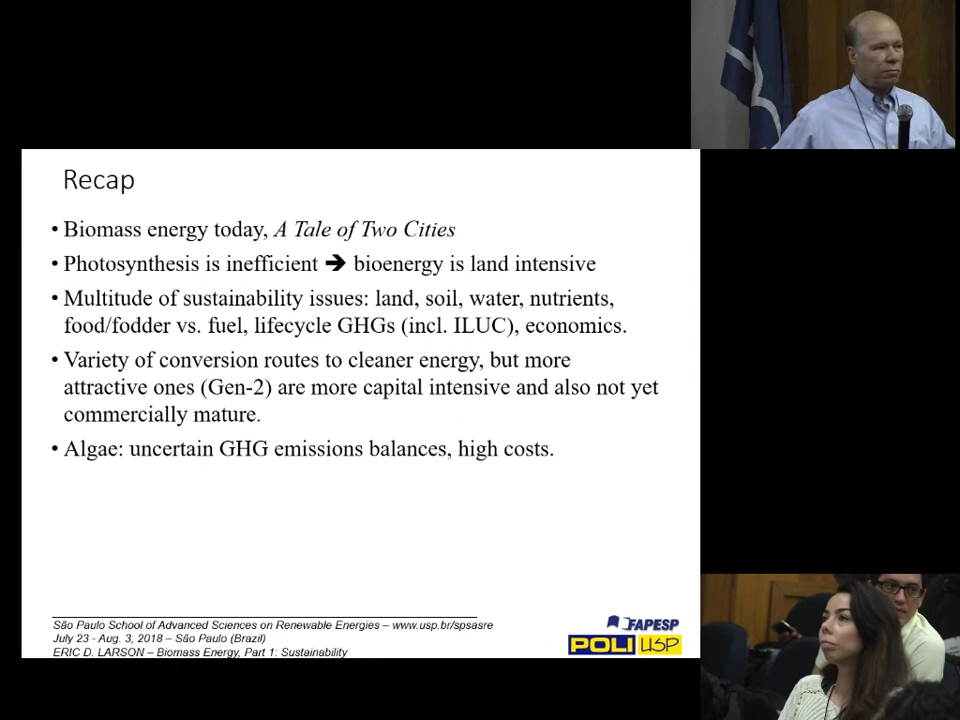 Recap
• Biomass energy today, A Tale of Two Cities
• Photosynthesis is inefficient ➔ bioenergy is land intensive
• Multitude of sustainability issues: land, soil, water, nutrients,
food/fodder vs. fuel, lifecycle GHGs (incl. ILUC), economics.
• Variety of conversion routes to cleaner energy, but more
attractive ones (Gen-2) are more capital intensive and also not yet
commercially mature.
• Algae: uncertain GHG emissions balances, high costs.
São Paulo School of Advanced Sciences on Renewable Energies – www.usp.br/spsasre
July 23 - Aug. 3, 2018 – São Paulo (Brazil)
ERIC D. LARSON – Biomass Energy, Part 1: Sustainability
FAPESP
POLI USP